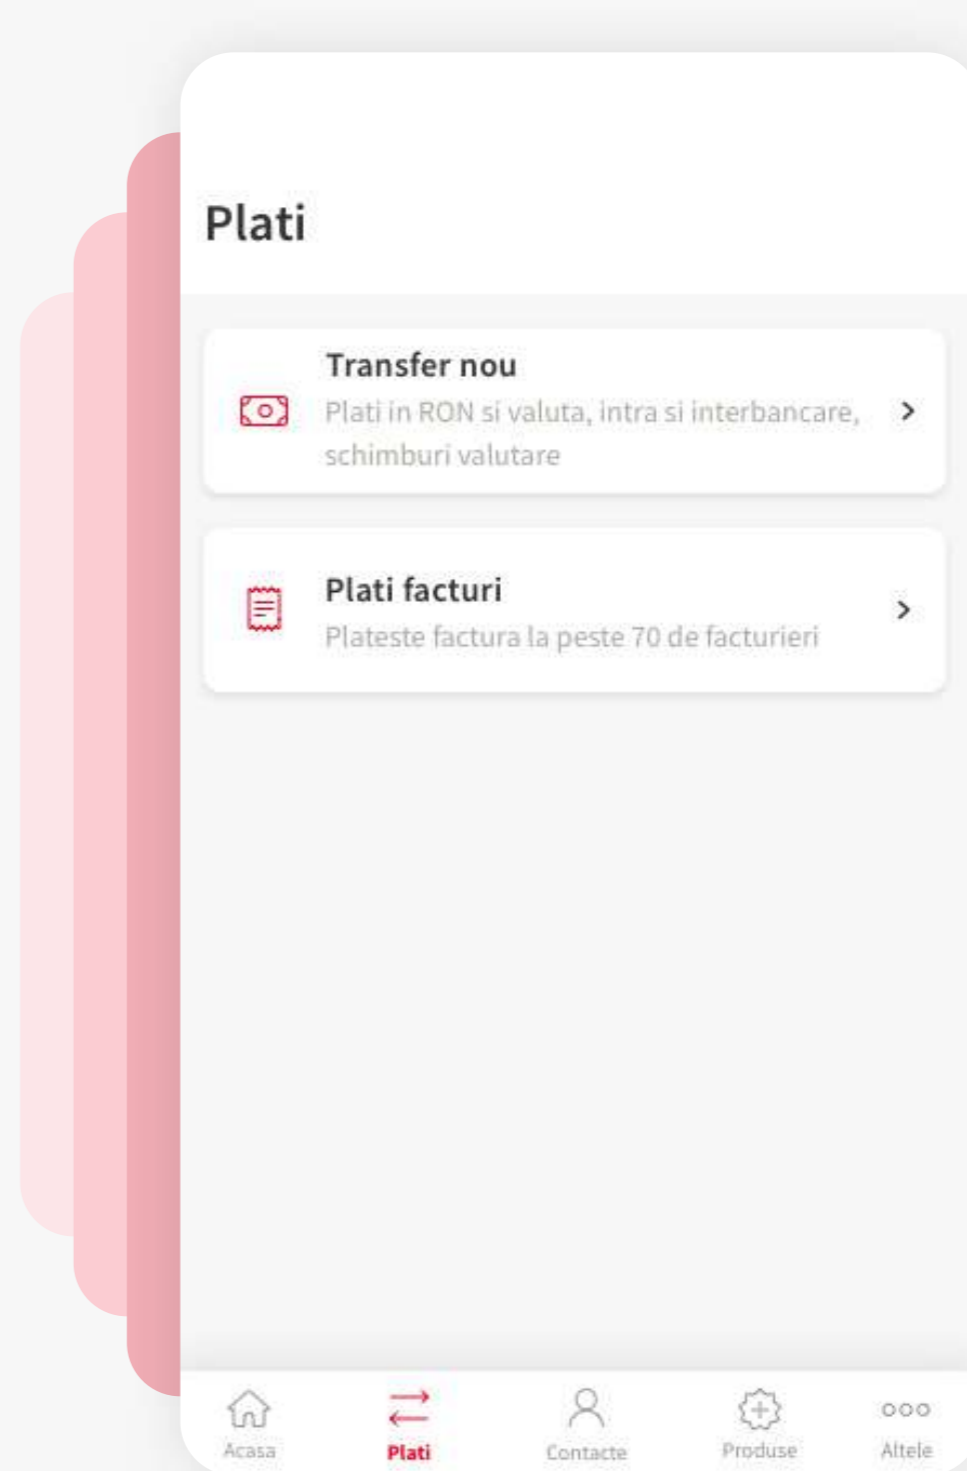 Plati
Transfer nou
Plati in RON si valuta, intra si interbancare,
schimburi valutare
Plati facturi
Plateste factura la peste 70 de facturieri
Acasa
Plati
Contacte
Produse
Altele